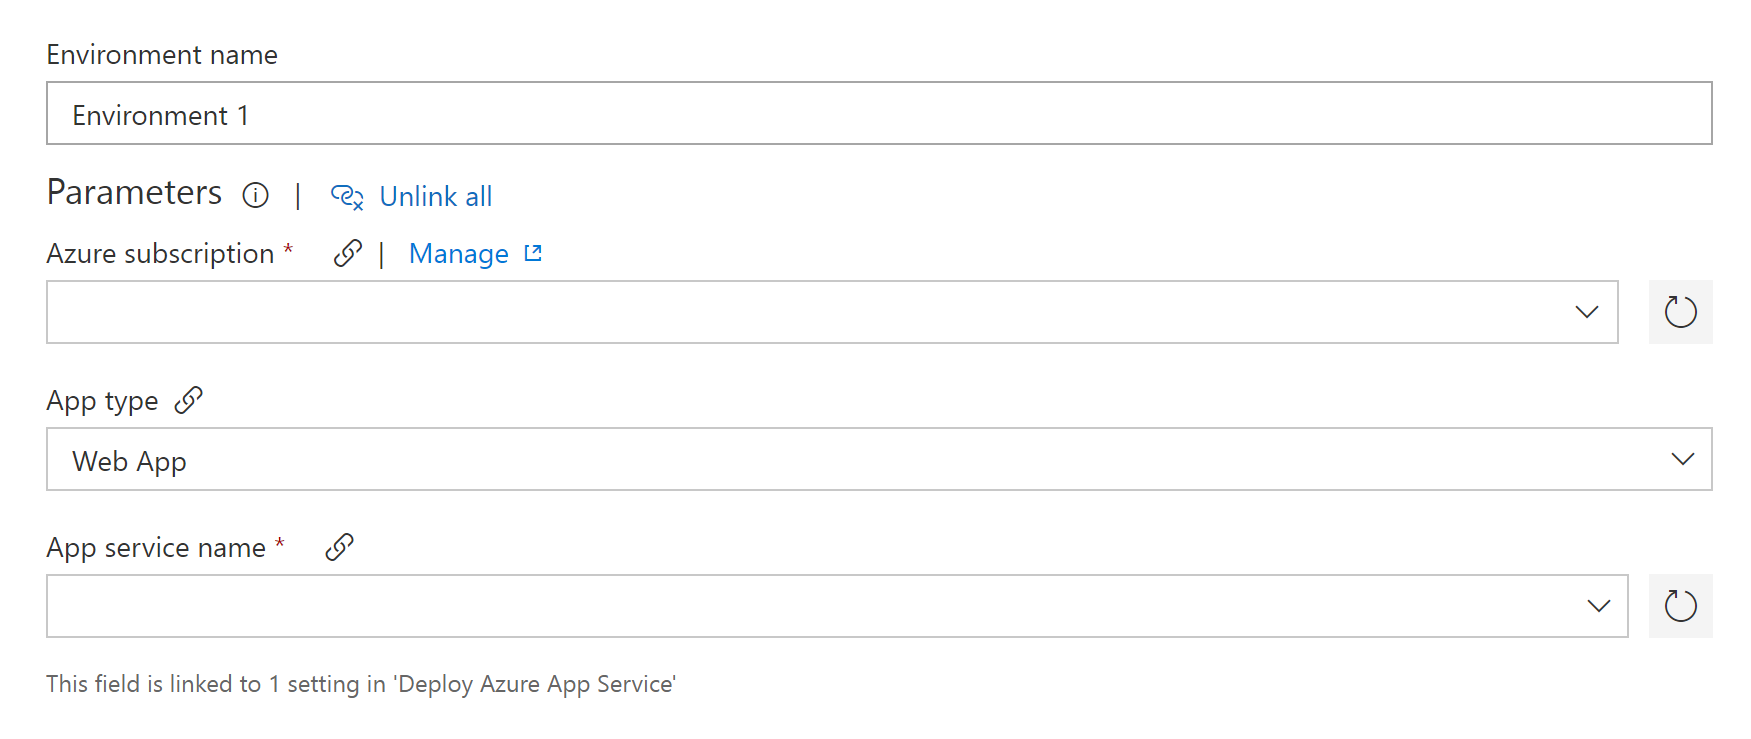 Environment name
Environment 1
Parameters | Unlink all
Azure subscription * | Manage
App type
Web App
App service name *
This field is linked to 1 setting in 'Deploy Azure App Service'